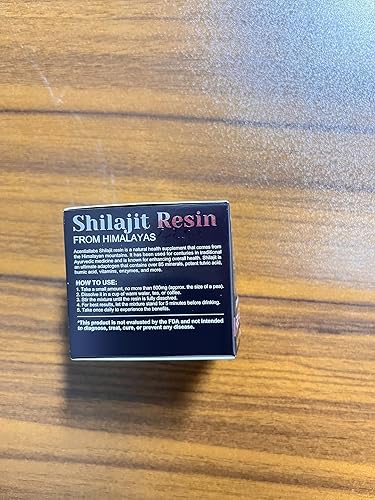 Shilajit Resin
FROM HIMALAYAS
Acentialabs Shilajit resin is a natural health supplement that comes from
the Himalayan mountains. It has been used for centuries in traditional
Ayurvedic medicine and is known for enhancing overall health. Shilajit is
an ultimate adaptogen that contains over 85 minerals, potent fulvic acid,
humic acid, vitamins, enzymes, and more.
HOW TO USE:
1. Take a small amount, no more than 600mg (approx. the size of a pea).
2. Dissolve it in a cup of warm water, tea, or coffee.
3. Stir the mixture until the resin is fully dissolved.
4. For best results, let the mixture stand for 5 minutes before drinking.
5. Take once daily to experience the benefits.
*This product is not evaluated by the FDA and not intended
to diagnose, treat, cure, or prevent any disease.